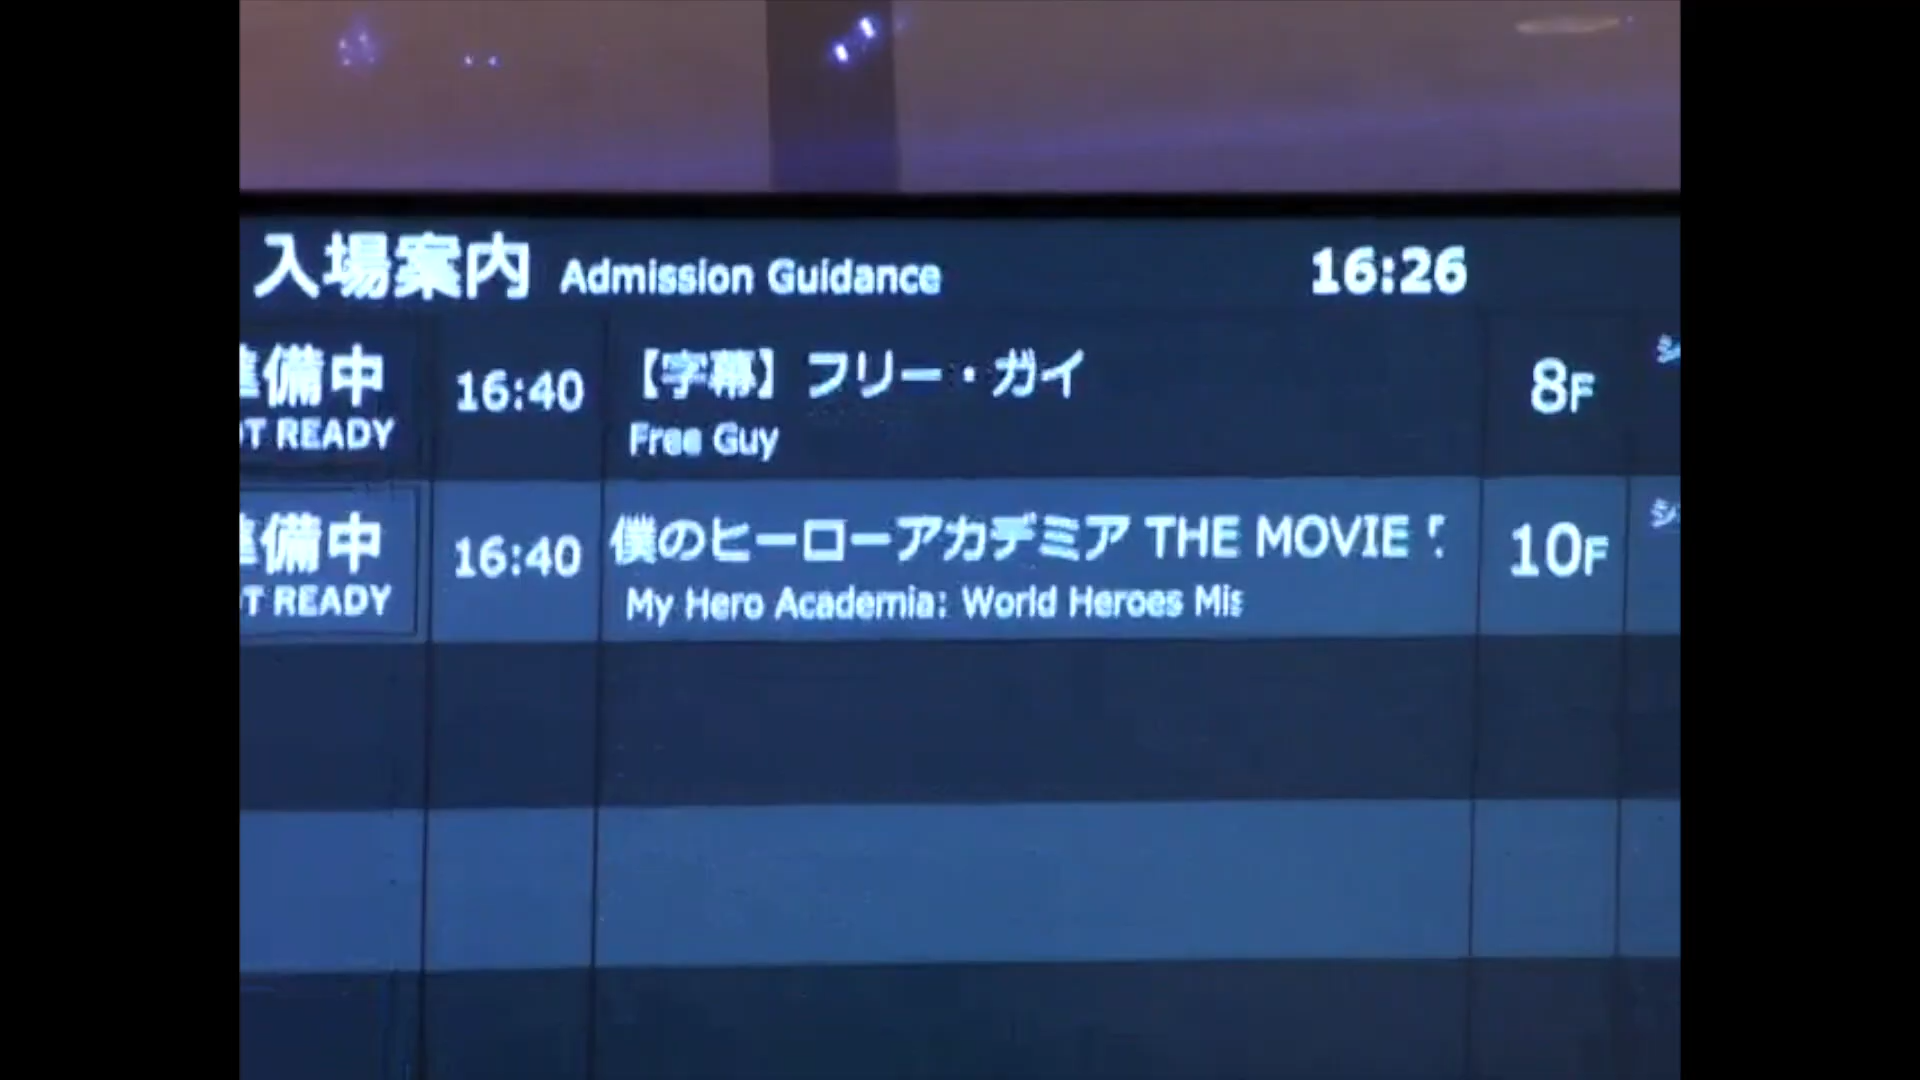 入場案内 Admission Guidance 16:26
備中 16:40 【字幕】フリー・ガイ 8F
READY Free Guy
備中 16:40 僕のヒーローアカデミア THE MOVIE 『 10F
READY My Hero Academia: World Heroes Mis